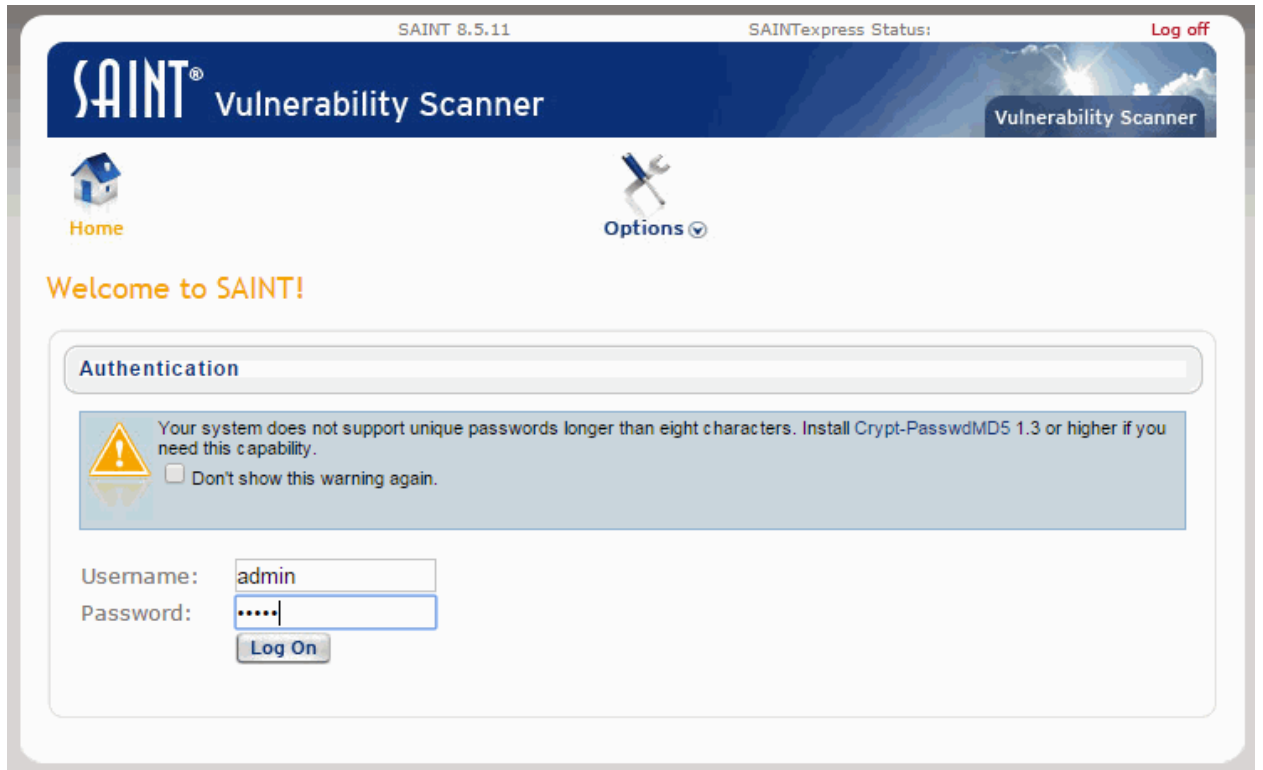 SAINT 8.5.11 SAINTexpress Status: Log off
SAINT® Vulnerability Scanner
Vulnerability Scanner
Home Options
Welcome to SAINT!
Authentication
Your system does not support unique passwords longer than eight characters. Install Crypt-PasswdMD5 1.3 or higher if you
need this capability.
Don't show this warning again.
Username: admin
Password: •••••
Log On